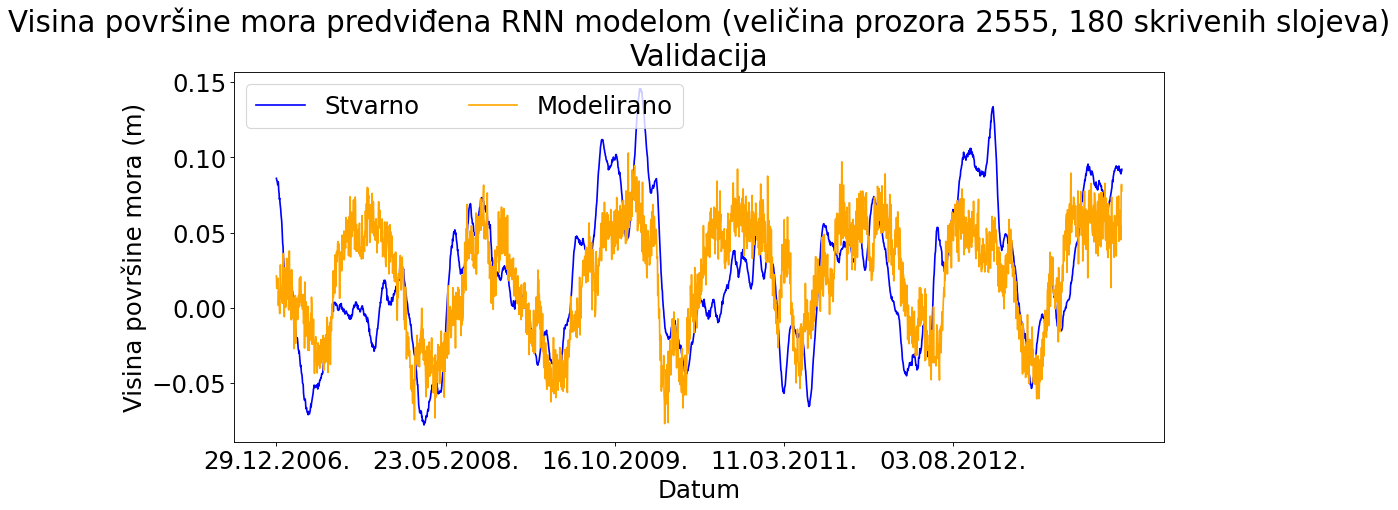 Visina površine mora predviđena RNN modelom (veličina prozora 2555, 180 skrivenih slojeva)
Validacija
Stvarno Modelirano
Visina površine mora (m)
0.15
0.10
0.05
0.00
−0.05
29.12.2006. 23.05.2008. 16.10.2009. 11.03.2011. 03.08.2012.
Datum